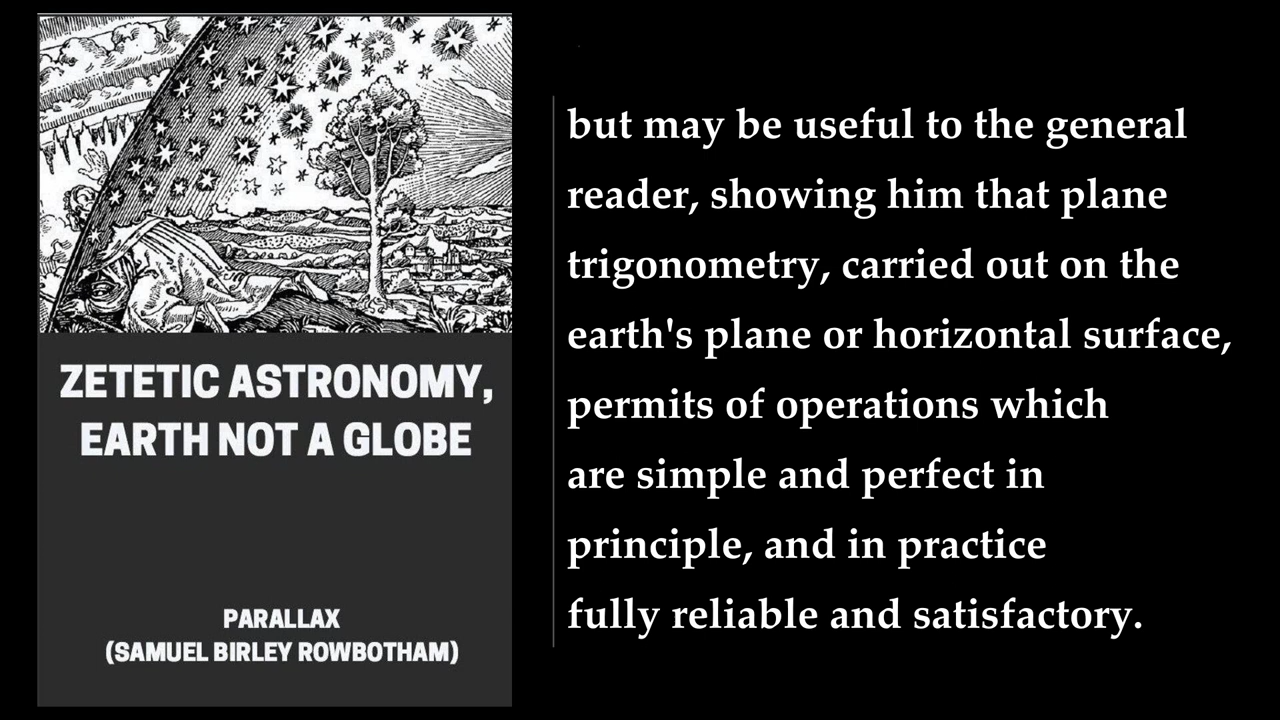 ZETETIC ASTRONOMY,
EARTH NOT A GLOBE
PARALLAX
(SAMUEL BIRLEY ROWBOTHAM)
but may be useful to the general
reader, showing him that plane
trigonometry, carried out on the
earth's plane or horizontal surface,
permits of operations which
are simple and perfect in
principle, and in practice
fully reliable and satisfactory.